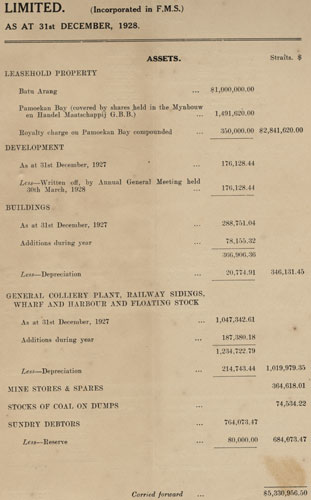 LIMITED. (Incorporated in F.M.S.)
AS AT 31st DECEMBER, 1928.
ASSETS. Straits. $
LEASEHOLD PROPERTY
Batu Arang ... $1,000,000.00
Pamoekan Bay (covered by shares held in the Mynbouw
en Handel Maatschappij G.B.B.) ... 1,491,620.00
Royalty charge on Pamoekan Bay compounded ... 350,000.00 $2,841,620.00
DEVELOPMENT
As at 31st December, 1927 ... 176,128.44
Less—Written off, by Annual General Meeting held
30th March, 1928 ... 176,128.44
BUILDINGS
As at 31st December, 1927 ... 288,751.04
Additions during year ... 78,155.32
366,906.36
Less—Depreciation ... 20,774.91 346,131.45
GENERAL COLLIERY PLANT, RAILWAY SIDINGS,
WHARF AND HARBOUR AND FLOATING STOCK
As at 31st December, 1927 ... 1,047,342.61
Additions during year ... 187,380.18
1,234,722.79
Less—Depreciation ... 214,743.44 1,019,979.35
MINE STORES & SPARES ... 364,618.01
STOCKS OF COAL ON DUMPS ... 74,534.22
SUNDRY DEBTORS ... 764,073.47
Less—Reserve ... 80,000.00 684,073.47
Carried forward ... $5,330,956.50